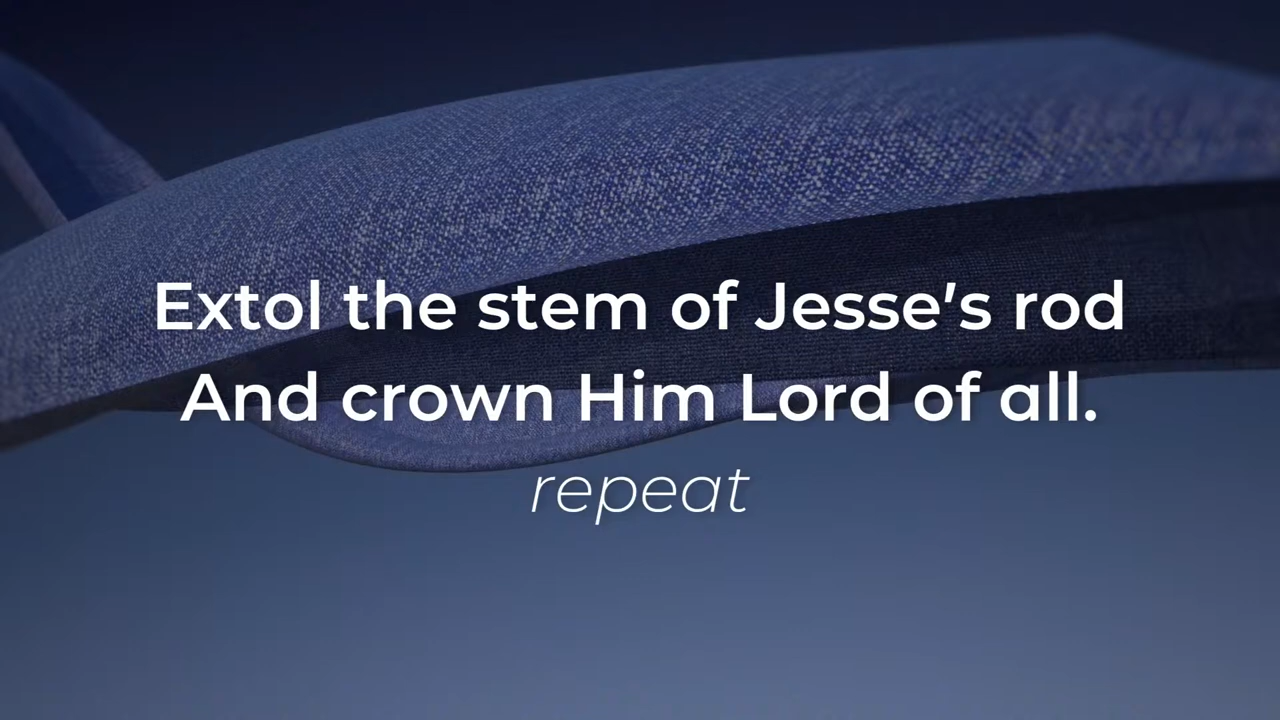 Extol the stem of Jesse’s rod
And crown Him Lord of all.
repeat